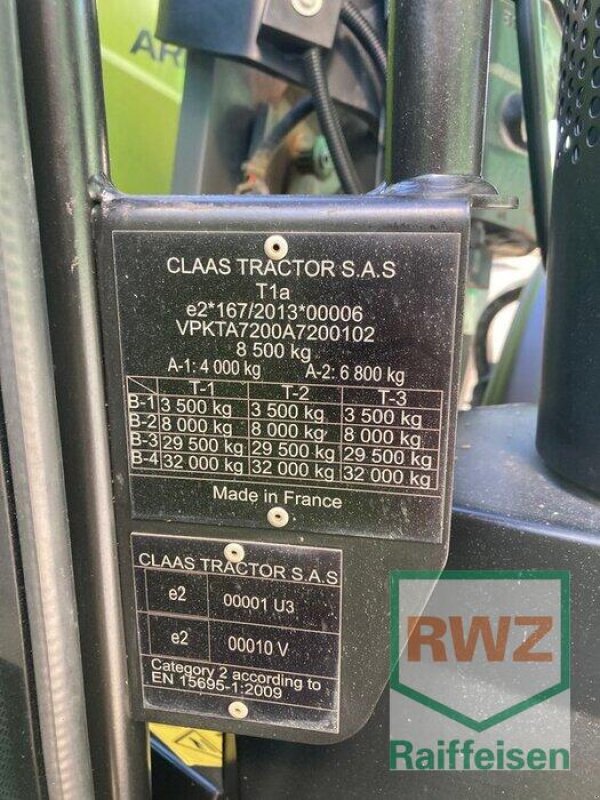 AR
CLAAS TRACTOR S.A.S
T1a
e2*167/2013*00006
VPKTA7200A7200102
8 500 kg
A-1: 4 000 kg A-2: 6 800 kg
T-1 T-2 T-3
B-1 3 500 kg 3 500 kg 3 500 kg
B-2 8 000 kg 8 000 kg 8 000 kg
B-3 29 500 kg 29 500 kg 29 500 kg
B-4 32 000 kg 32 000 kg 32 000 kg
Made in France
CLAAS TRACTOR S.A.S
e2 00001 U3
e2 00010 V
Category 2 according to
EN 15695-1:2009
RWZ
Raiffeisen